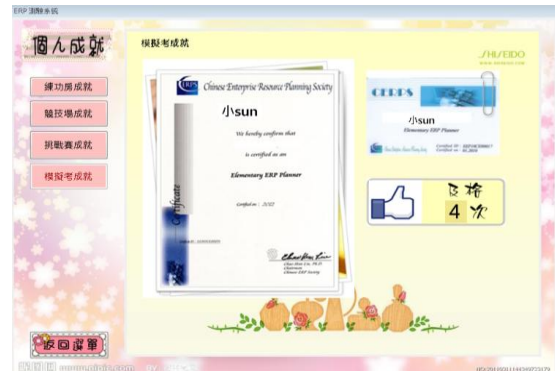 ERP 測驗系統
個人成就
模擬考成就
練功房成就
競技場成就
挑戰賽成就
模擬考成就
返回選單
Chinese Enterprise Resource Planning Society
小sun
We hereby confirm that
is certified as an
Elementary ERP Planner
Certificate
Chinese ERP Society
SHISEIDO
CERPS
小sun
Elementary ERP Planner
及格
4 次